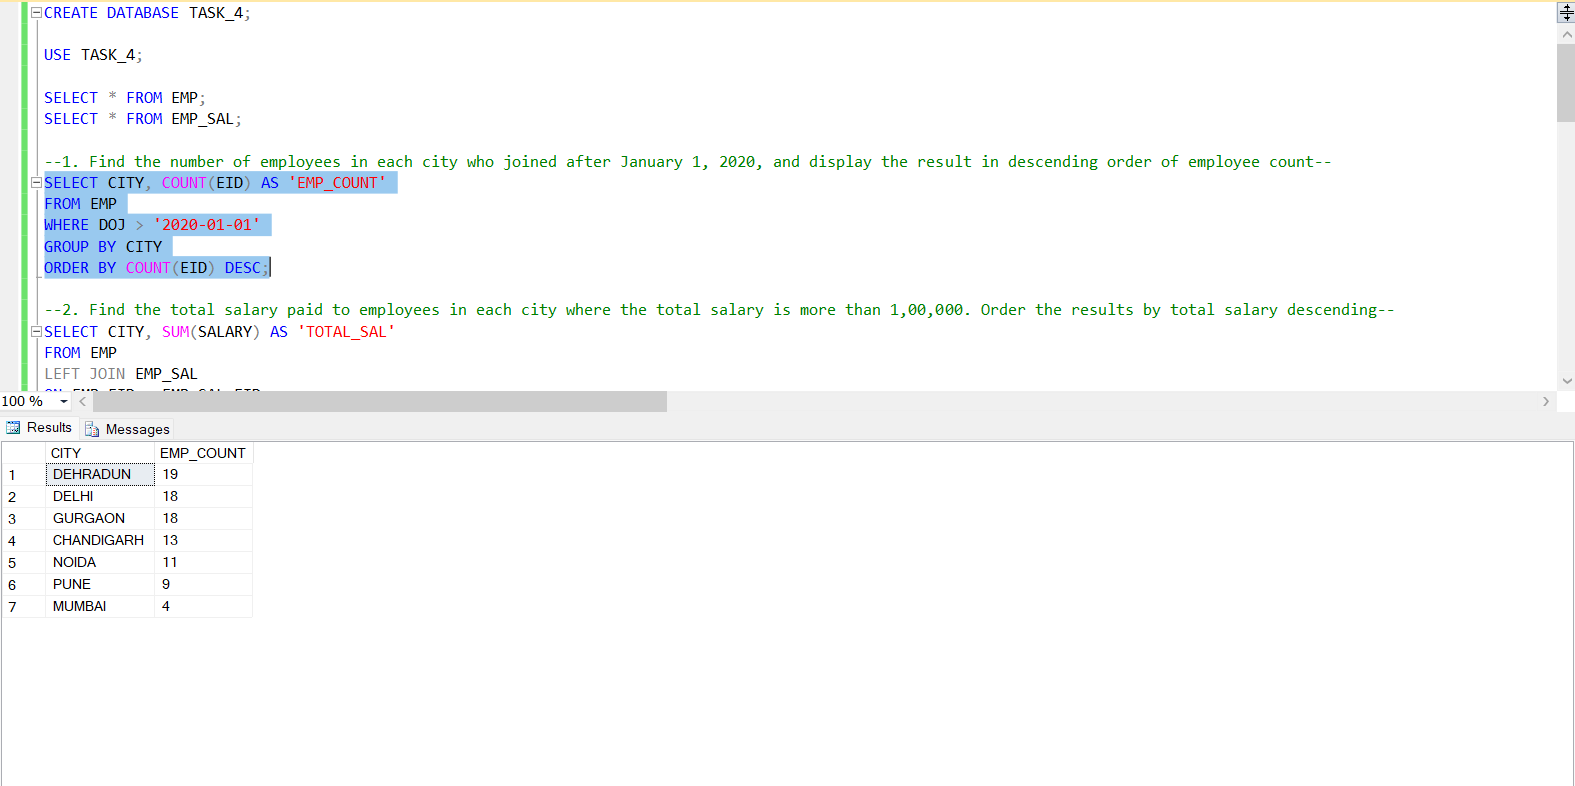 CREATE DATABASE TASK_4;
USE TASK_4;
SELECT * FROM EMP;
SELECT * FROM EMP_SAL;
--1. Find the number of employees in each city who joined after January 1, 2020, and display the result in descending order of employee count--
SELECT CITY, COUNT(EID) AS 'EMP_COUNT'
FROM EMP
WHERE DOJ > '2020-01-01'
GROUP BY CITY
ORDER BY COUNT(EID) DESC;
--2. Find the total salary paid to employees in each city where the total salary is more than 1,00,000. Order the results by total salary descending--
SELECT CITY, SUM(SALARY) AS 'TOTAL_SAL'
FROM EMP
LEFT JOIN EMP_SAL
100 %
Results Messages
CITY EMP_COUNT
1 DEHRADUN 19
2 DELHI 18
3 GURGAON 18
4 CHANDIGARH 13
5 NOIDA 11
6 PUNE 9
7 MUMBAI 4